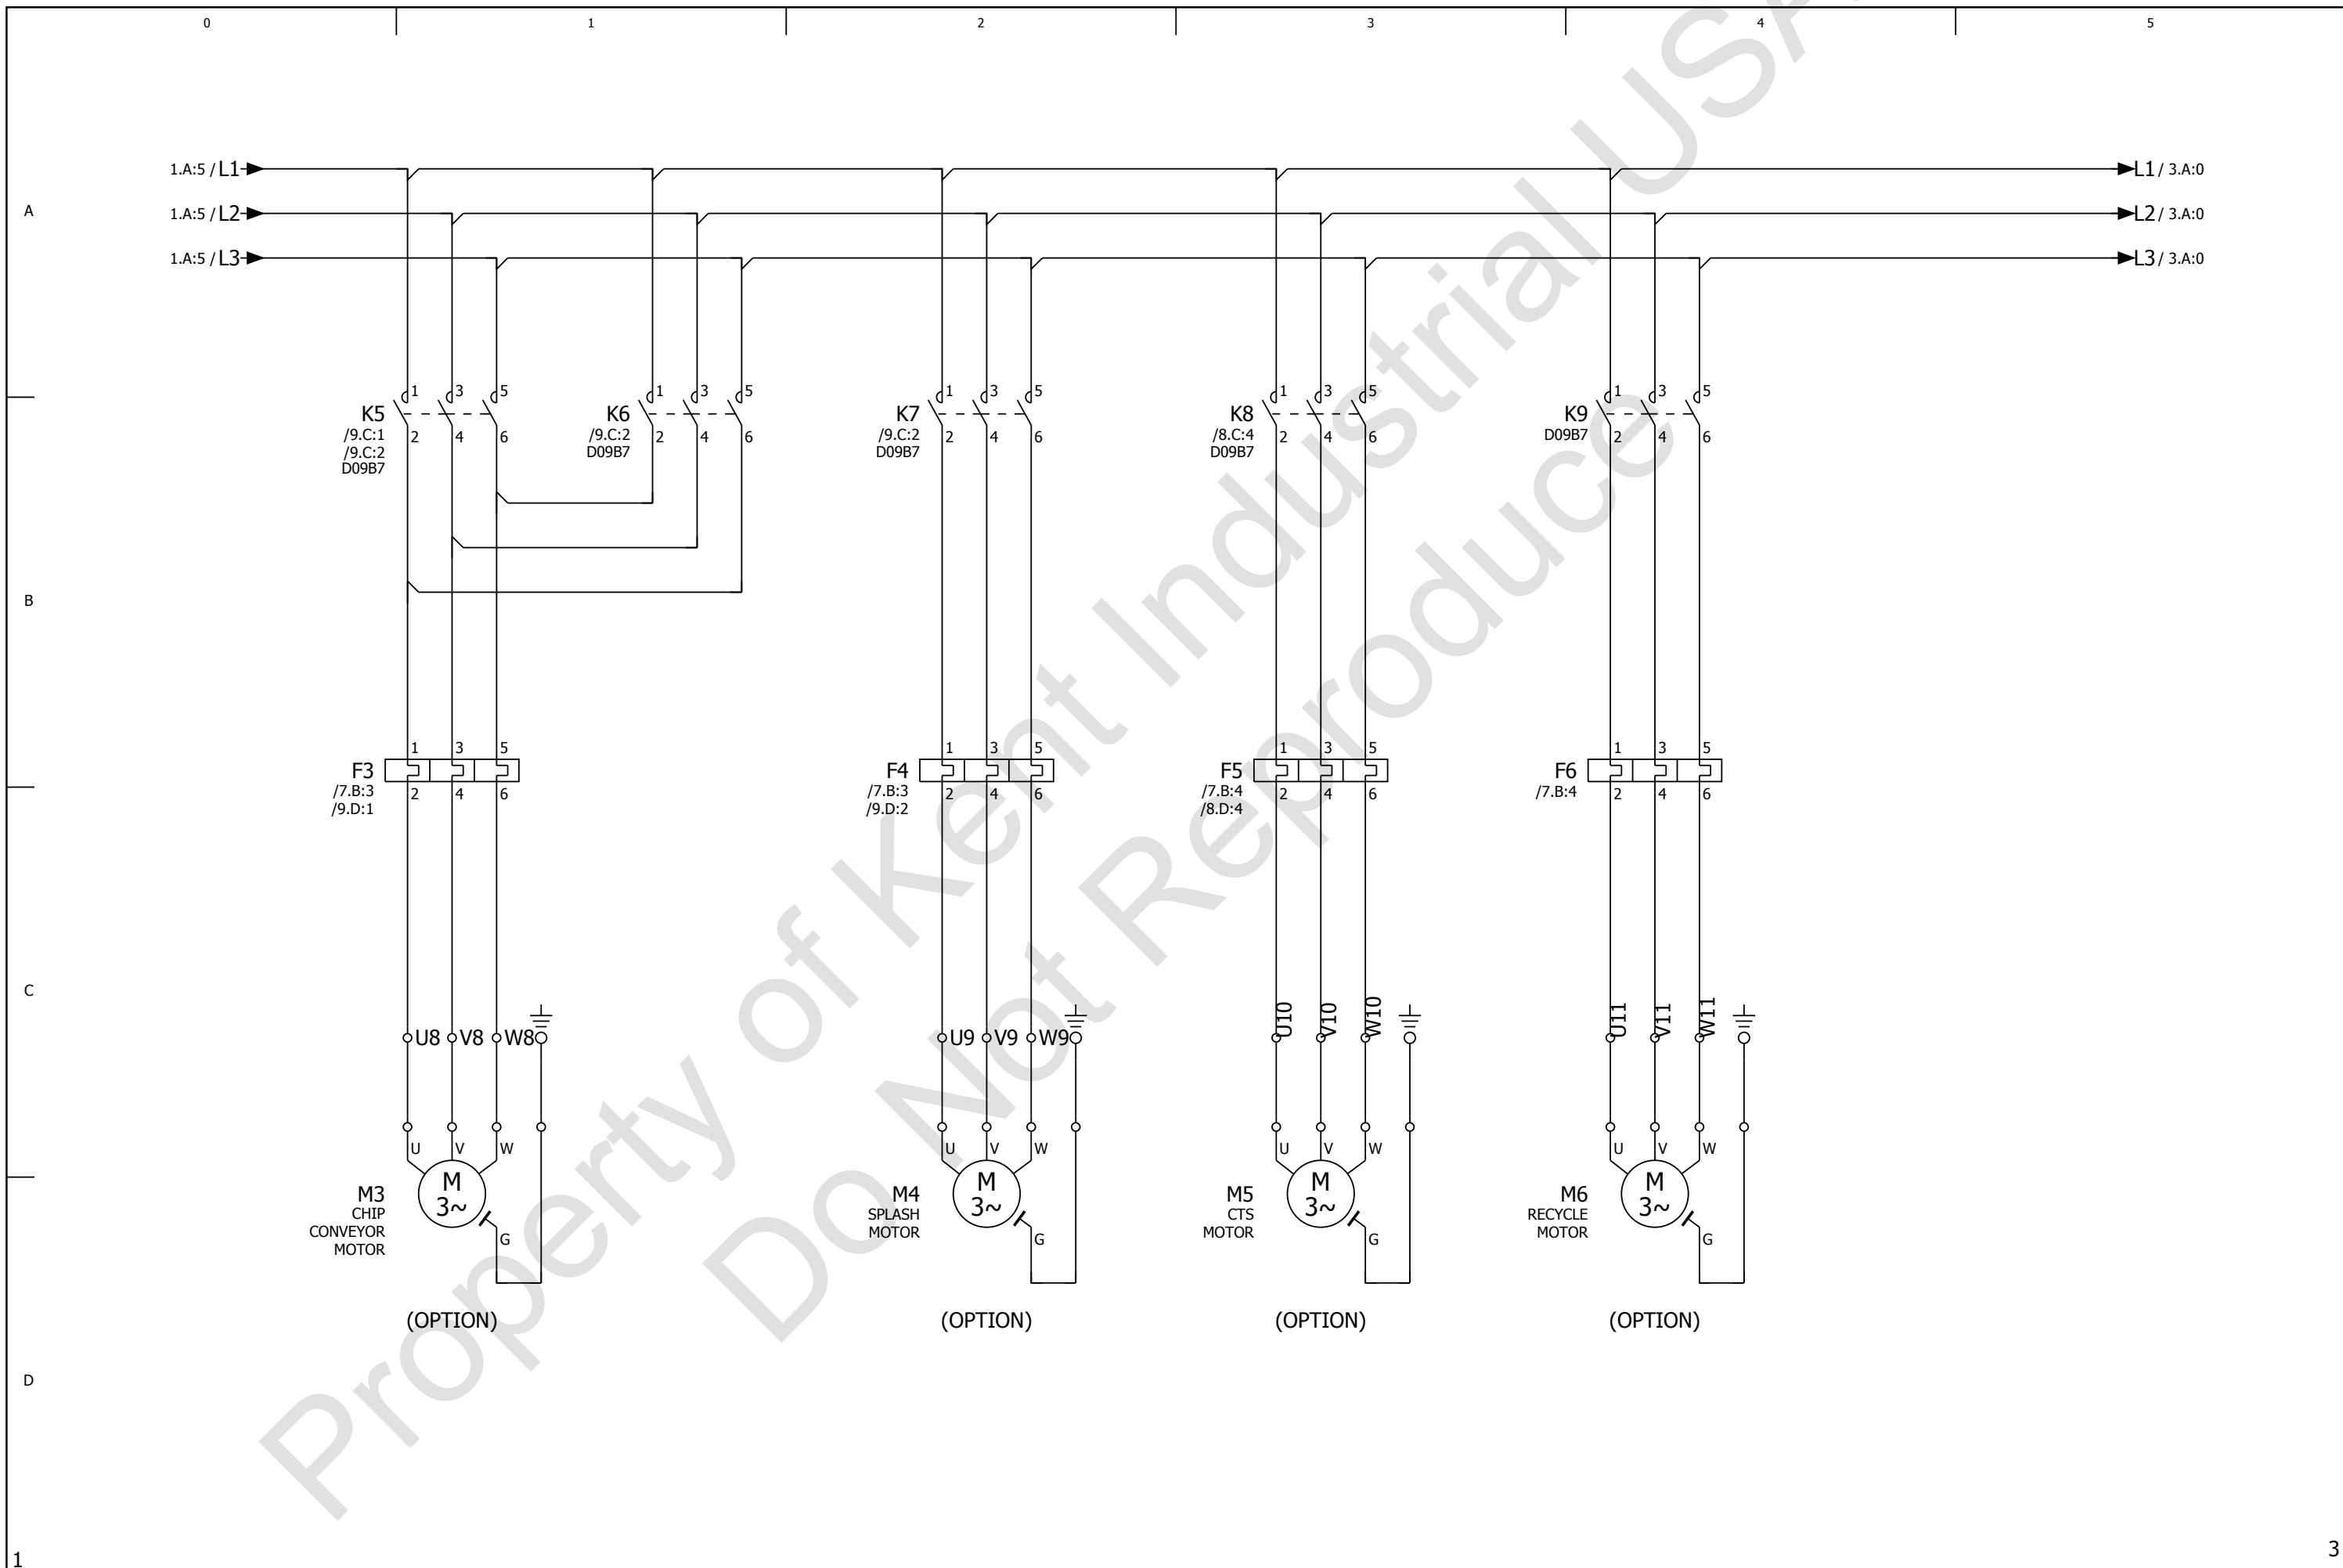 0 1 2 3 4 5
1.A:5 / L1
L1 / 3.A:0
A
1.A:5 / L2
L2 / 3.A:0
1.A:5 / L3
L3 / 3.A:0
1 3 5 1 3 5 1 3 5 1 3 5 1 3 5
K5
/9.C:1
/9.C:2
D09B7
K6
/9.C:2
D09B7
K7
/9.C:2
D09B7
K8
/8.C:4
D09B7
K9
D09B7
2 4 6 2 4 6 2 4 6 2 4 6 2 4 6
B
1 3 5 1 3 5 1 3 5 1 3 5
F3
/7.B:3
/9.D:1
F4
/7.B:3
/9.D:2
F5
/7.B:4
/8.D:4
F6
/7.B:4
2 4 6 2 4 6 2 4 6 2 4 6
C
U8 V8 W8
U9 V9 W9
U10 V10 W10
U11 V11 W11
U V W U V W U V W U V W
M
3~
M
3~
M
3~
M
3~
M3
CHIP
CONVEYOR
MOTOR
M4
SPLASH
MOTOR
M5
CTS
MOTOR
M6
RECYCLE
MOTOR
G G G G
(OPTION) (OPTION) (OPTION) (OPTION)
D
1
3
Property of Kent Industrial USA
Do Not Reproduce